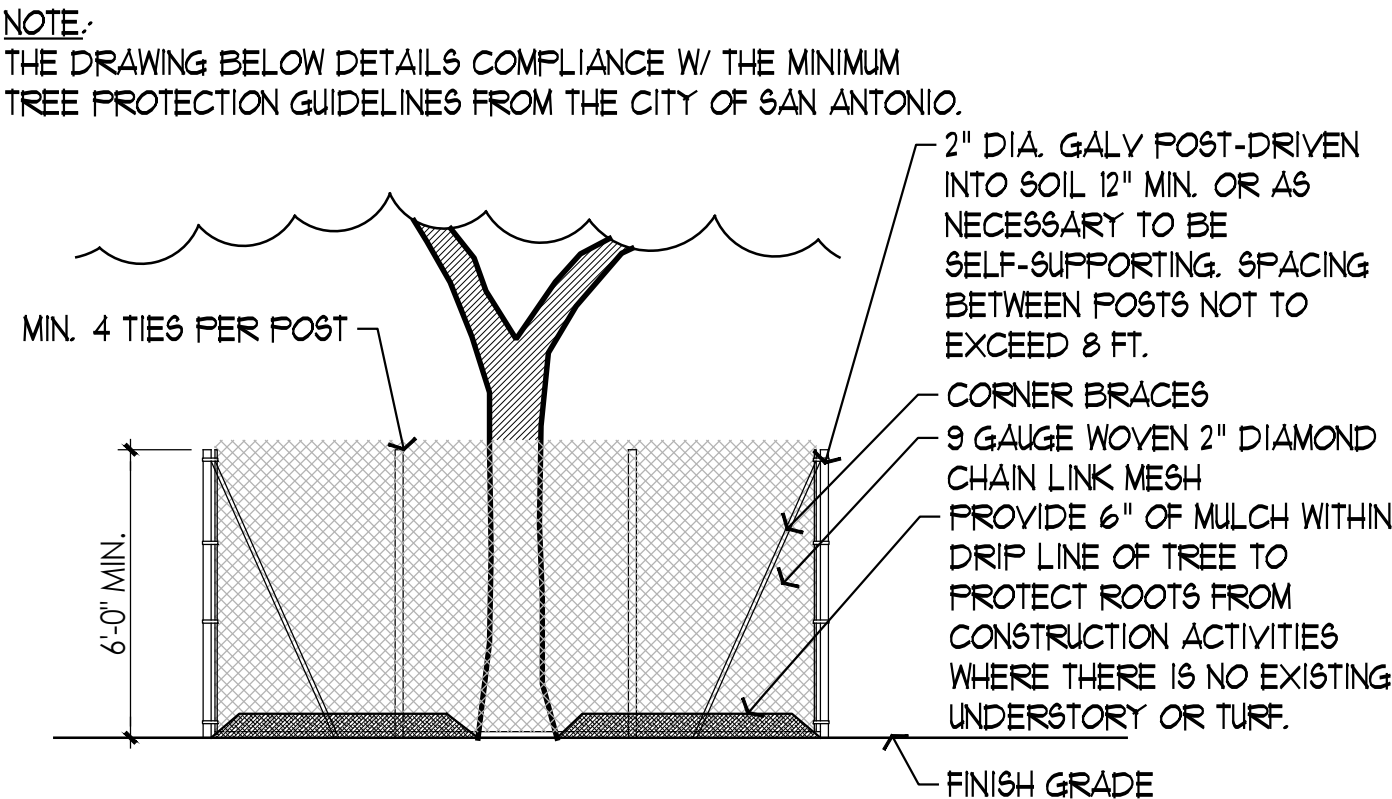 NOTE:
THE DRAWING BELOW DETAILS COMPLIANCE W/ THE MINIMUM
TREE PROTECTION GUIDELINES FROM THE CITY OF SAN ANTONIO.
2" DIA. GALV POST-DRIVEN
INTO SOIL 12" MIN. OR AS
NECESSARY TO BE
SELF-SUPPORTING. SPACING
BETWEEN POSTS NOT TO
EXCEED 8 FT.
MIN. 4 TIES PER POST
CORNER BRACES
9 GAUGE WOVEN 2" DIAMOND
CHAIN LINK MESH
PROVIDE 6" OF MULCH WITHIN
DRIP LINE OF TREE TO
PROTECT ROOTS FROM
CONSTRUCTION ACTIVITIES
WHERE THERE IS NO EXISTING
UNDERSTORY OR TURF.
6'-0" MIN.
FINISH GRADE